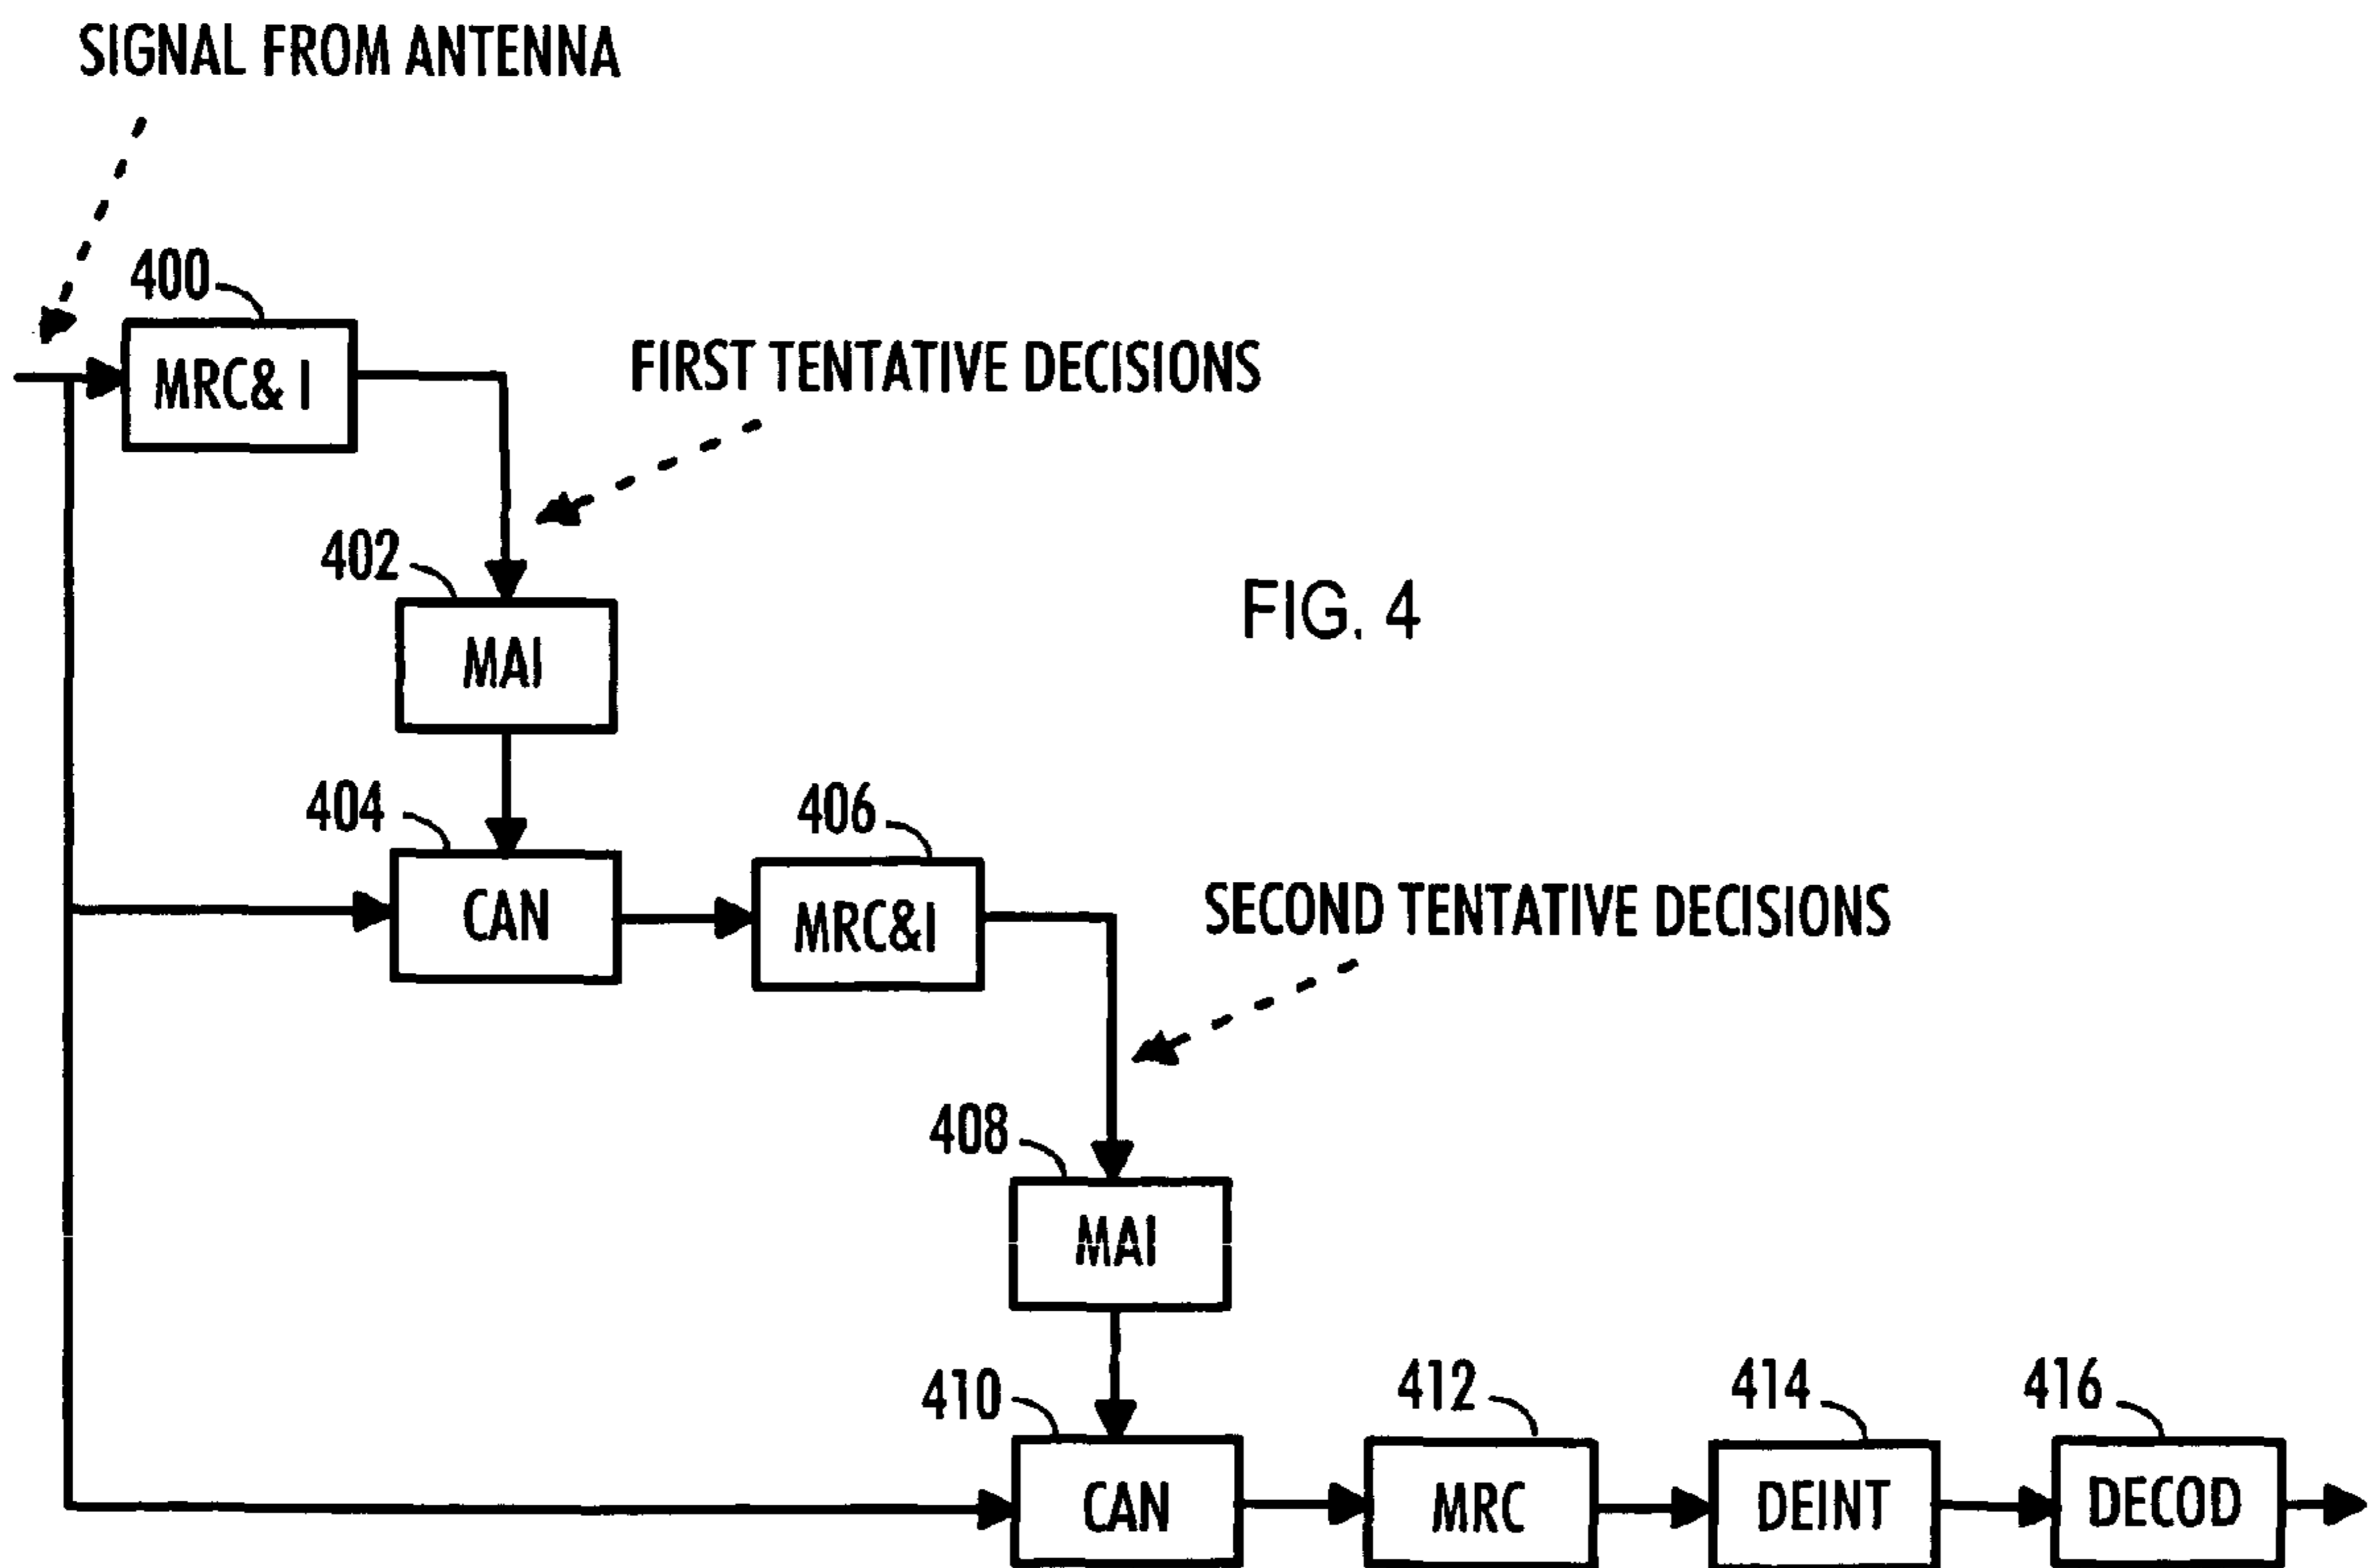 SIGNAL FROM ANTENNA
400
MRC& I
FIRST TENTATIVE DECISIONS
402
MAI
FIG. 4
404
CAN
406
MRC&I
SECOND TENTATIVE DECISIONS
408
MAI
410
CAN
412
MRC
414
DEINT
416
DECOD